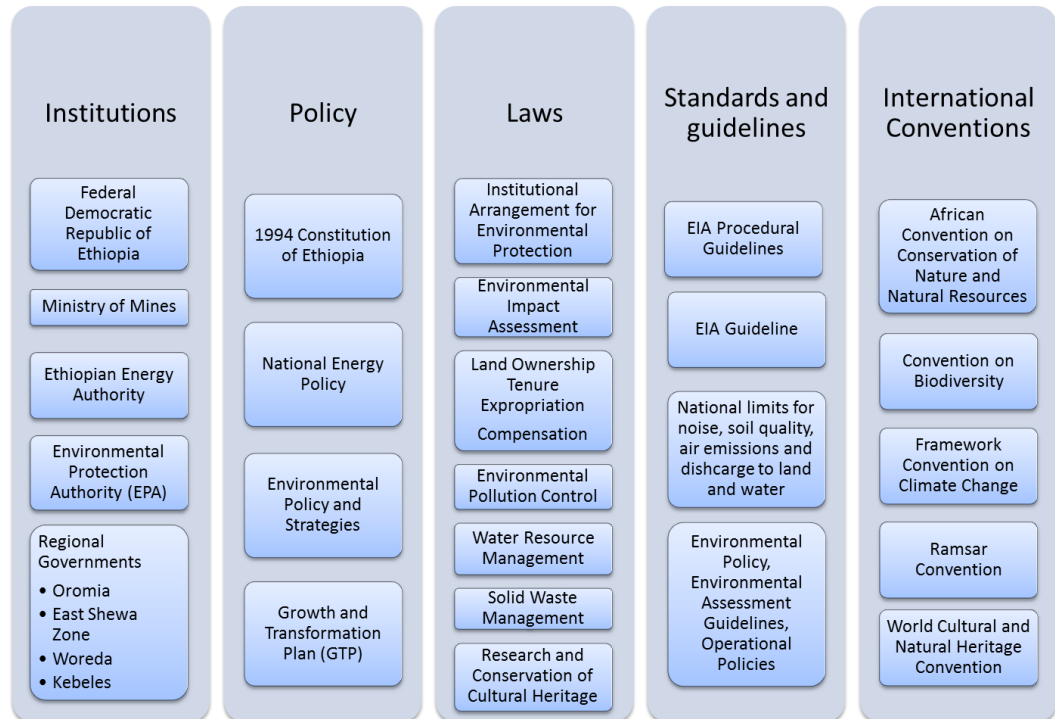 Institutions
Federal
Democratic
Republic of
Ethiopia
Ministry of Mines
Ethiopian Energy
Authority
Environmental
Protection
Authority (EPA)
Regional
Governments
• Oromia
• East Shewa
Zone
• Woreda
• Kebeles
Policy
1994 Constitution
of Ethiopia
National Energy
Policy
Environmental
Policy and
Strategies
Growth and
Transformation
Plan (GTP)
Laws
Institutional
Arrangement for
Environmental
Protection
Environmental
Impact
Assessment
Land Ownership
Tenure
Expropriation
Compensation
Environmental
Pollution Control
Water Resource
Management
Solid Waste
Management
Research and
Conservation of
Cultural Heritage
Standards and
guidelines
EIA Procedural
Guidelines
EIA Guideline
National limits for
noise, soil quality,
air emissions and
dishcarge to land
and water
Environmental
Policy,
Environmental
Assessment
Guidelines,
Operational
Policies
International
Conventions
African
Convention on
Conservation of
Nature and
Natural Resources
Convention on
Biodiversity
Framework
Convention on
Climate Change
Ramsar
Convention
World Cultural and
Natural Heritage
Convention